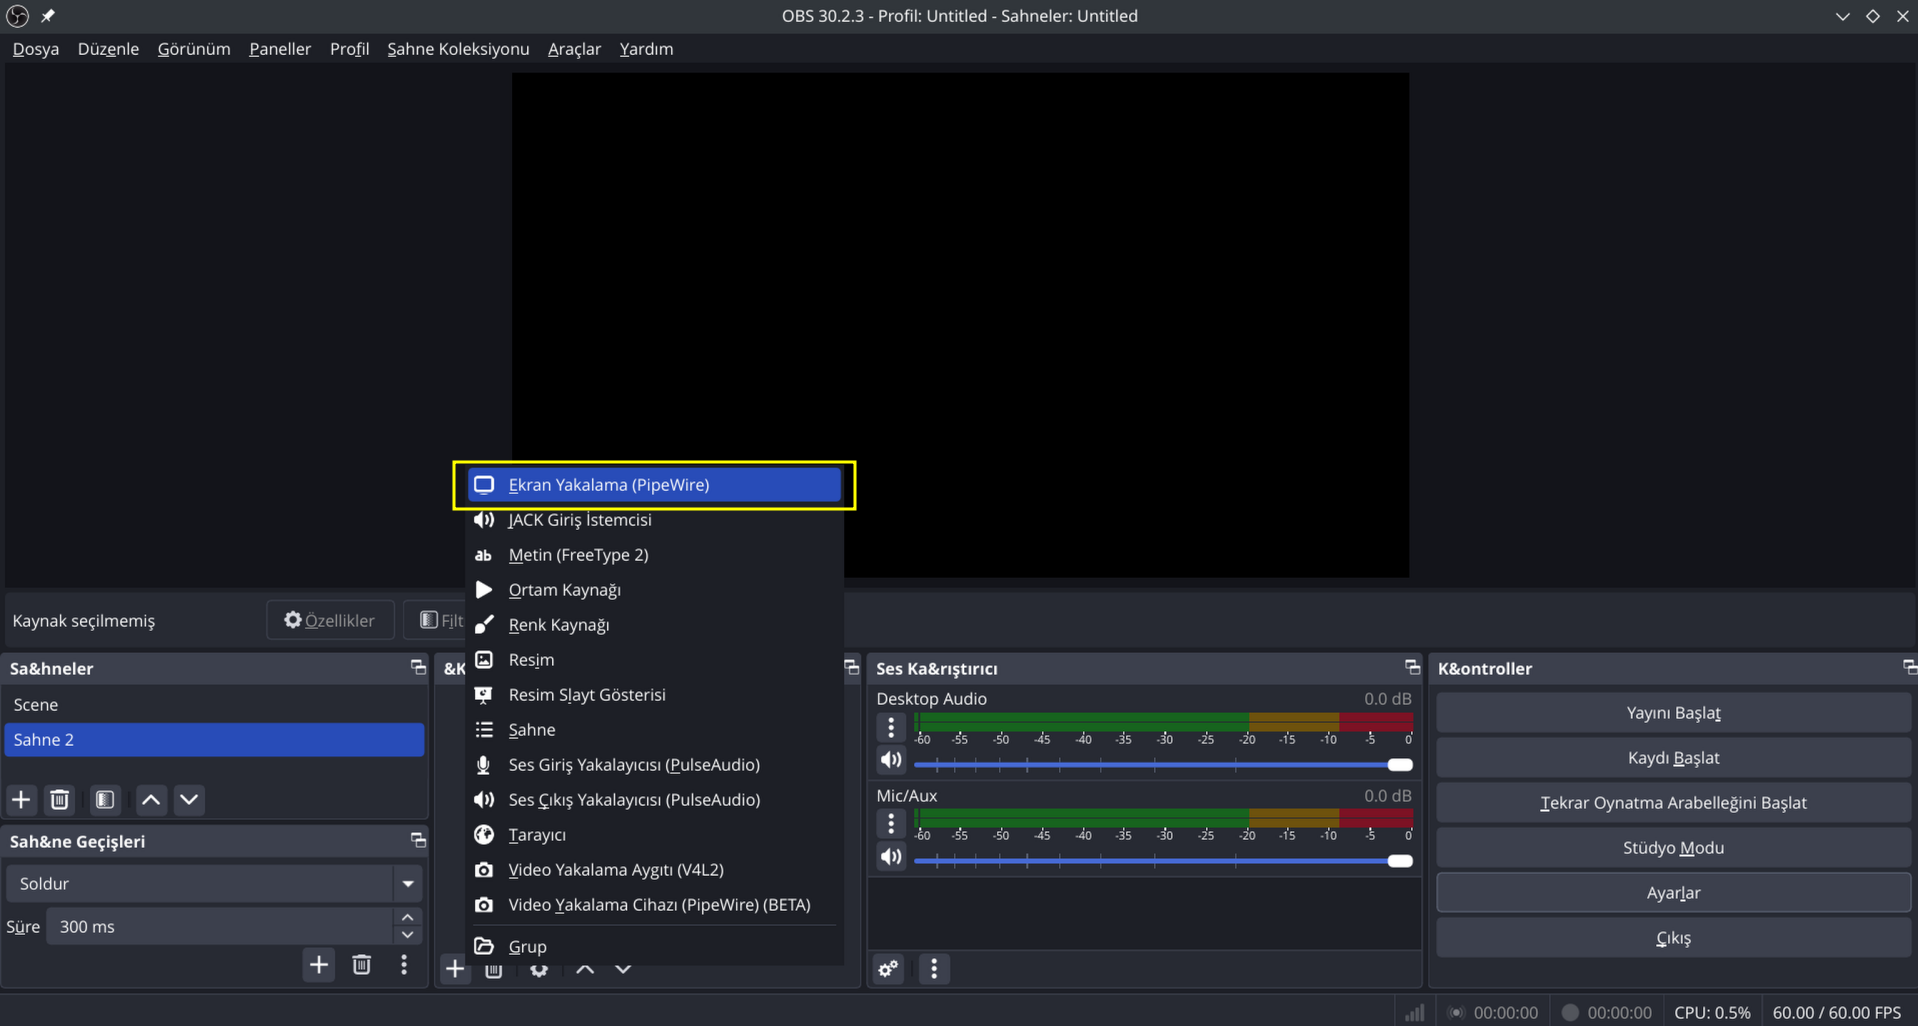 OBS 30.2.3 - Profil: Untitled - Sahneler: Untitled
Dosya Düzenle Görünüm Paneller Profil Sahne Koleksiyonu Araçlar Yardım
Ekran Yakalama (PipeWire)
JACK Giriş İstemcisi
ab Metin (FreeType 2)
Ortam Kaynağı
Renk Kaynağı
Resim
Resim Slayt Gösterisi
Sahne
Ses Giriş Yakalayıcısı (PulseAudio)
Ses Çıkış Yakalayıcısı (PulseAudio)
Tarayıcı
Video Yakalama Aygıtı (V4L2)
Video Yakalama Cihazı (PipeWire) (BETA)
Grup
Kaynak seçilmemiş Özellikler Filt
Sa&hneler
Scene
Sahne 2
Sah&ne Geçişleri
Soldur
Süre 300 ms
&K
Ses Ka&rıştırıcı
Desktop Audio 0.0 dB
-60 -55 -50 -45 -40 -35 -30 -25 -20 -15 -10 -5 0
Mic/Aux 0.0 dB
-60 -55 -50 -45 -40 -35 -30 -25 -20 -15 -10 -5 0
K&ontroller
Yayını Başlat
Kaydı Başlat
Tekrar Oynatma Arabelleğini Başlat
Stüdyo Modu
Ayarlar
Çıkış
00:00:00 00:00:00 CPU: 0.5% 60.00 / 60.00 FPS